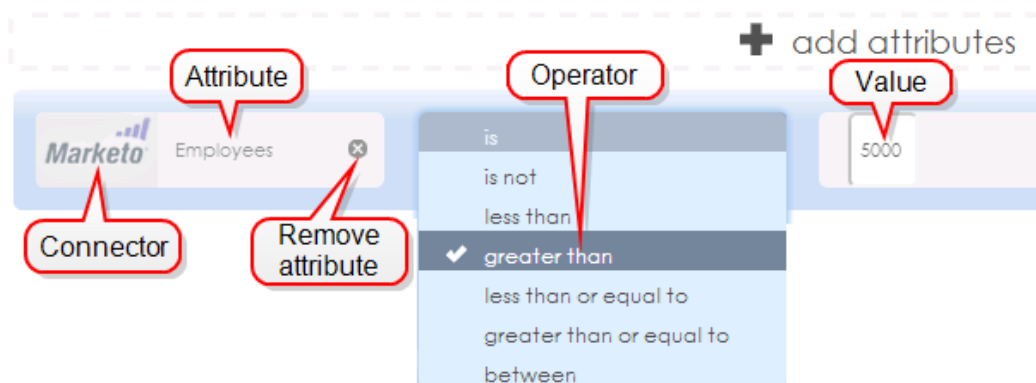 add attributes
Attribute
Operator
Value
Marketo
Employees
is
5000
is not
less than
Connector
Remove
attribute
greater than
less than or equal to
greater than or equal to
between